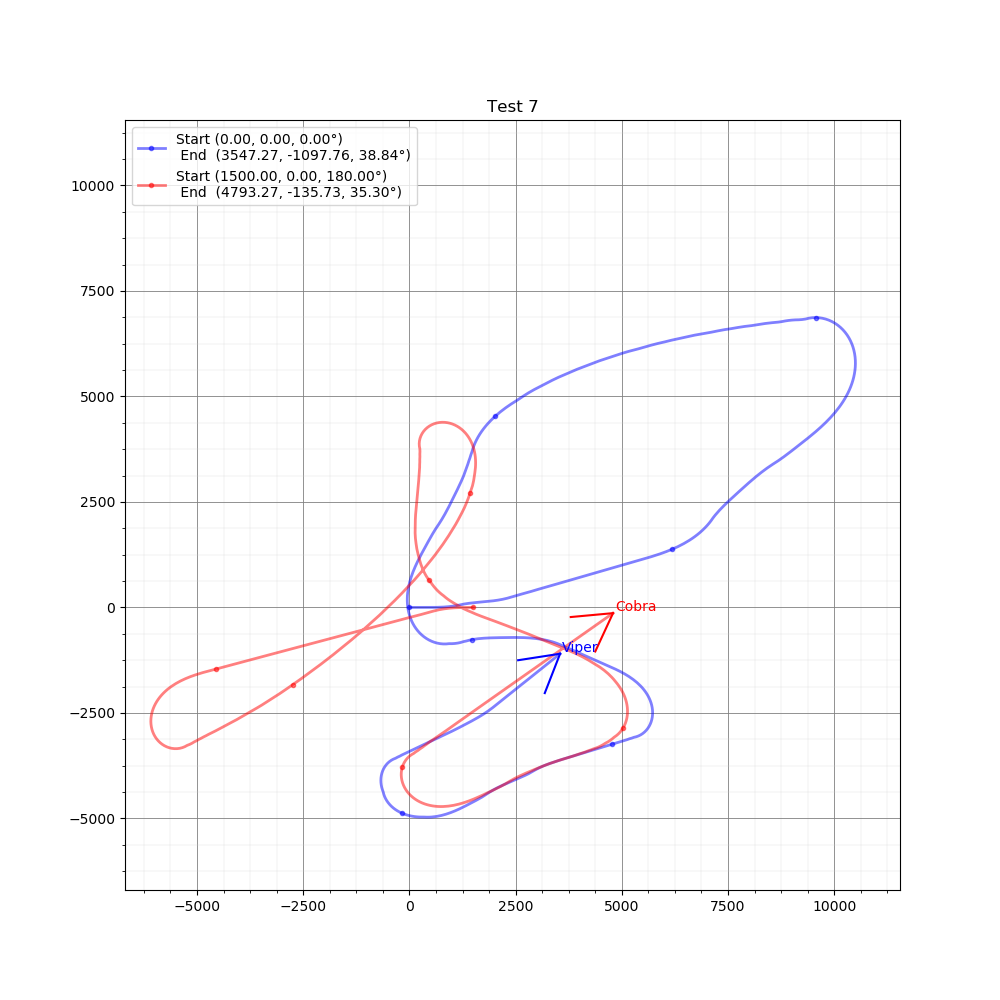 Test 7
Start (0.00, 0.00, 0.00°)
End (3547.27, -1097.76, 38.84°)
Start (1500.00, 0.00, 180.00°)
End (4793.27, -135.73, 35.30°)
10000
7500
5000
2500
0
−2500
−5000
Cobra
Viper
−5000 −2500 0 2500 5000 7500 10000